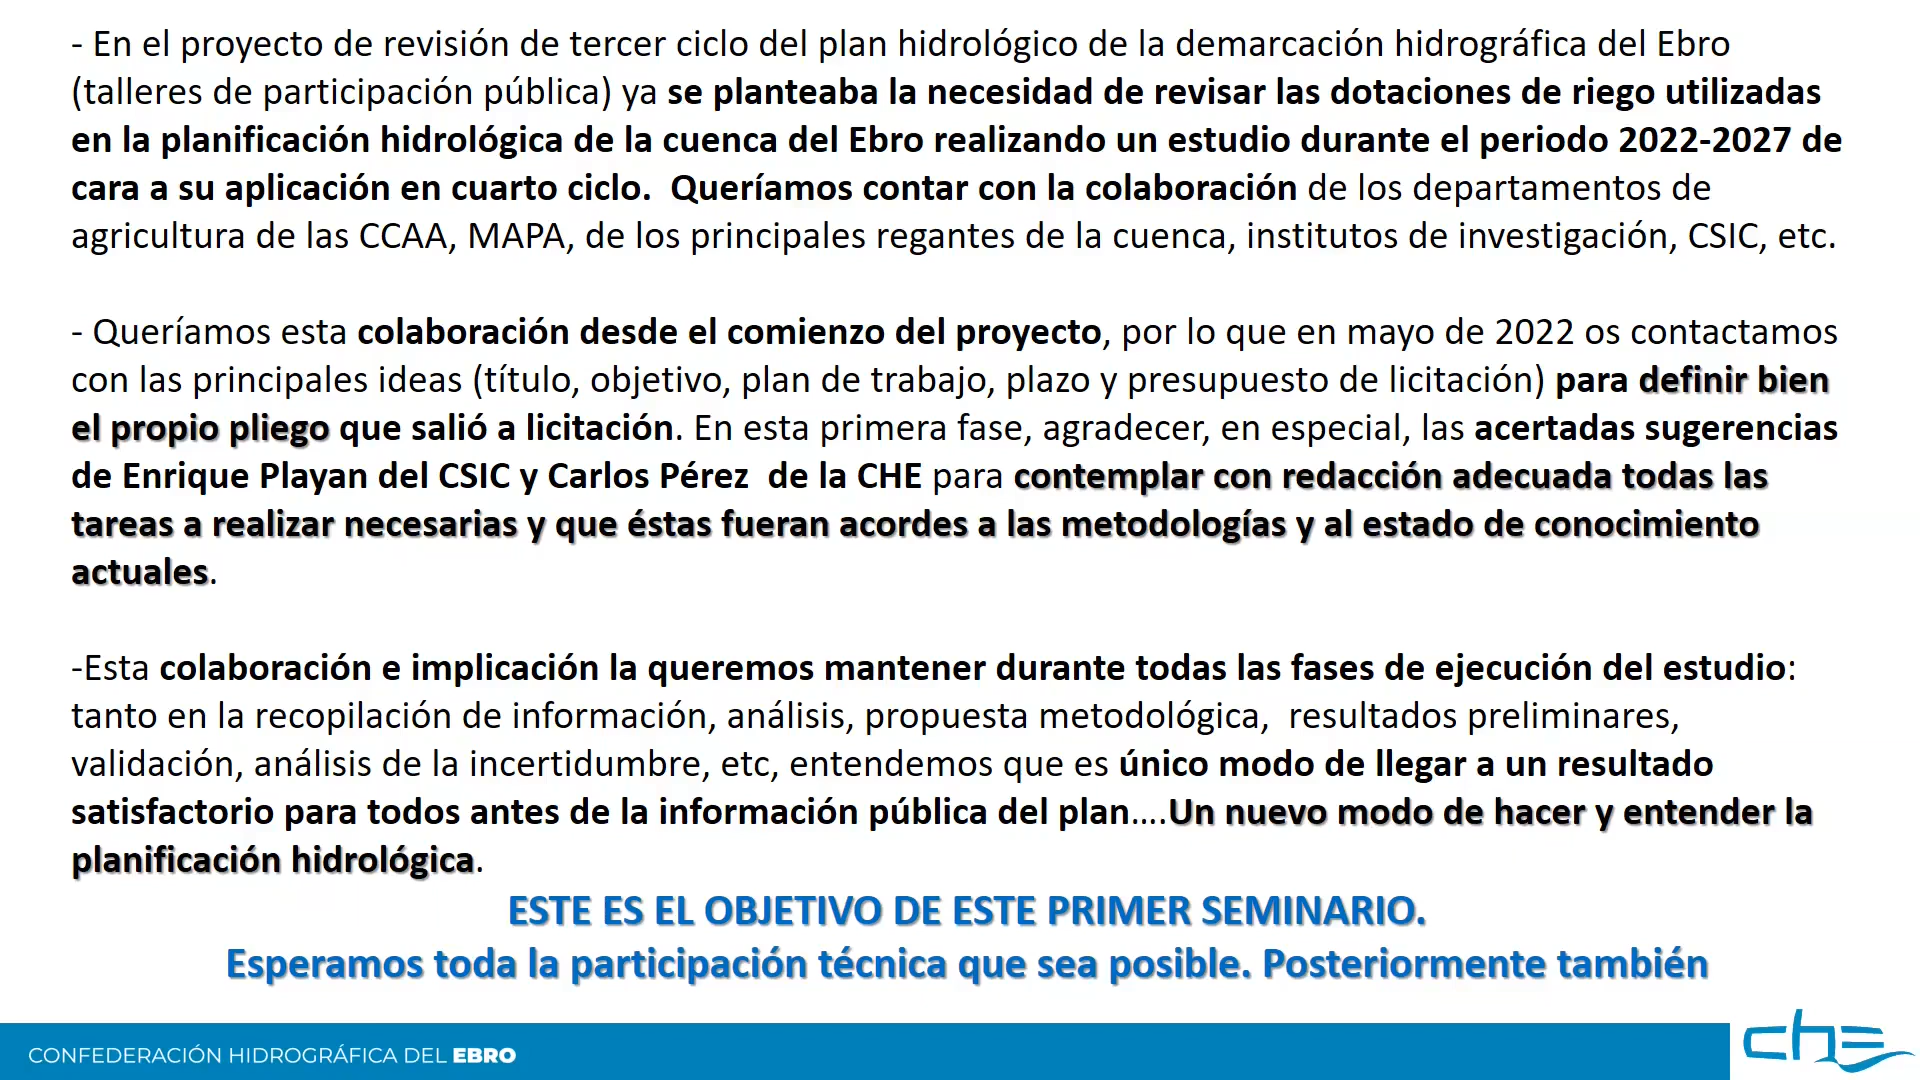 - En el proyecto de revisión de tercer ciclo del plan hidrológico de la demarcación hidrográfica del Ebro
(talleres de participación pública) ya se planteaba la necesidad de revisar las dotaciones de riego utilizadas
en la planificación hidrológica de la cuenca del Ebro realizando un estudio durante el periodo 2022-2027 de
cara a su aplicación en cuarto ciclo.  Queríamos contar con la colaboración de los departamentos de
agricultura de las CCAA, MAPA, de los principales regantes de la cuenca, institutos de investigación, CSIC, etc.
- Queríamos esta colaboración desde el comienzo del proyecto, por lo que en mayo de 2022 os contactamos
con las principales ideas (título, objetivo, plan de trabajo, plazo y presupuesto de licitación) para definir bien
el propio pliego que salió a licitación. En esta primera fase, agradecer, en especial, las acertadas sugerencias
de Enrique Playan del CSIC y Carlos Pérez  de la CHE para contemplar con redacción adecuada todas las
tareas a realizar necesarias y que éstas fueran acordes a las metodologías y al estado de conocimiento
actuales.
-Esta colaboración e implicación la queremos mantener durante todas las fases de ejecución del estudio:
tanto en la recopilación de información, análisis, propuesta metodológica,  resultados preliminares,
validación, análisis de la incertidumbre, etc, entendemos que es único modo de llegar a un resultado
satisfactorio para todos antes de la información pública del plan....Un nuevo modo de hacer y entender la
planificación hidrológica.
ESTE ES EL OBJETIVO DE ESTE PRIMER SEMINARIO.
Esperamos toda la participación técnica que sea posible. Posteriormente también
CONFEDERACIÓN HIDROGRÁFICA DEL EBRO
che